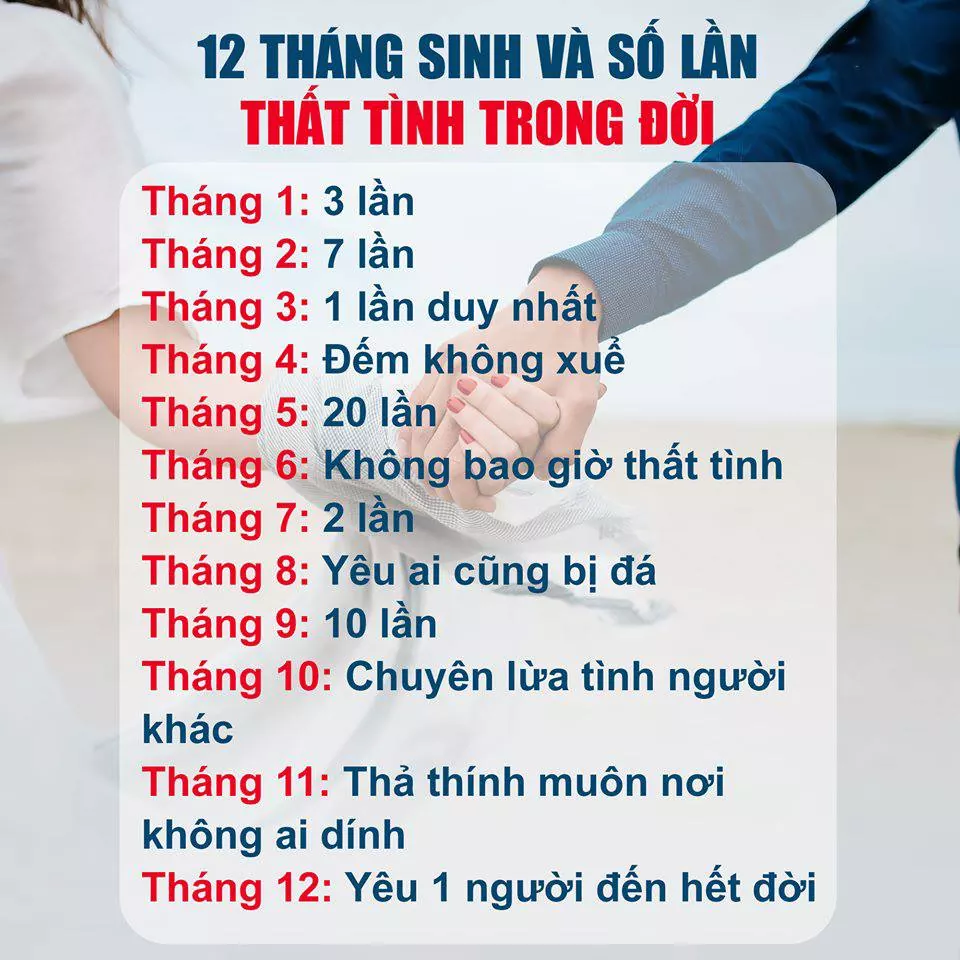 12 THÁNG SINH VÀ SỐ LẦN
THẤT TÌNH TRONG ĐỜI
Tháng 1: 3 lần
Tháng 2: 7 lần
Tháng 3: 1 lần duy nhất
Tháng 4: Đếm không xuể
Tháng 5: 20 lần
Tháng 6: Không bao giờ thất tình
Tháng 7: 2 lần
Tháng 8: Yêu ai cũng bị đá
Tháng 9: 10 lần
Tháng 10: Chuyên lừa tình người
khác
Tháng 11: Thả thính muôn nơi
không ai dính
Tháng 12: Yêu 1 người đến hết đời